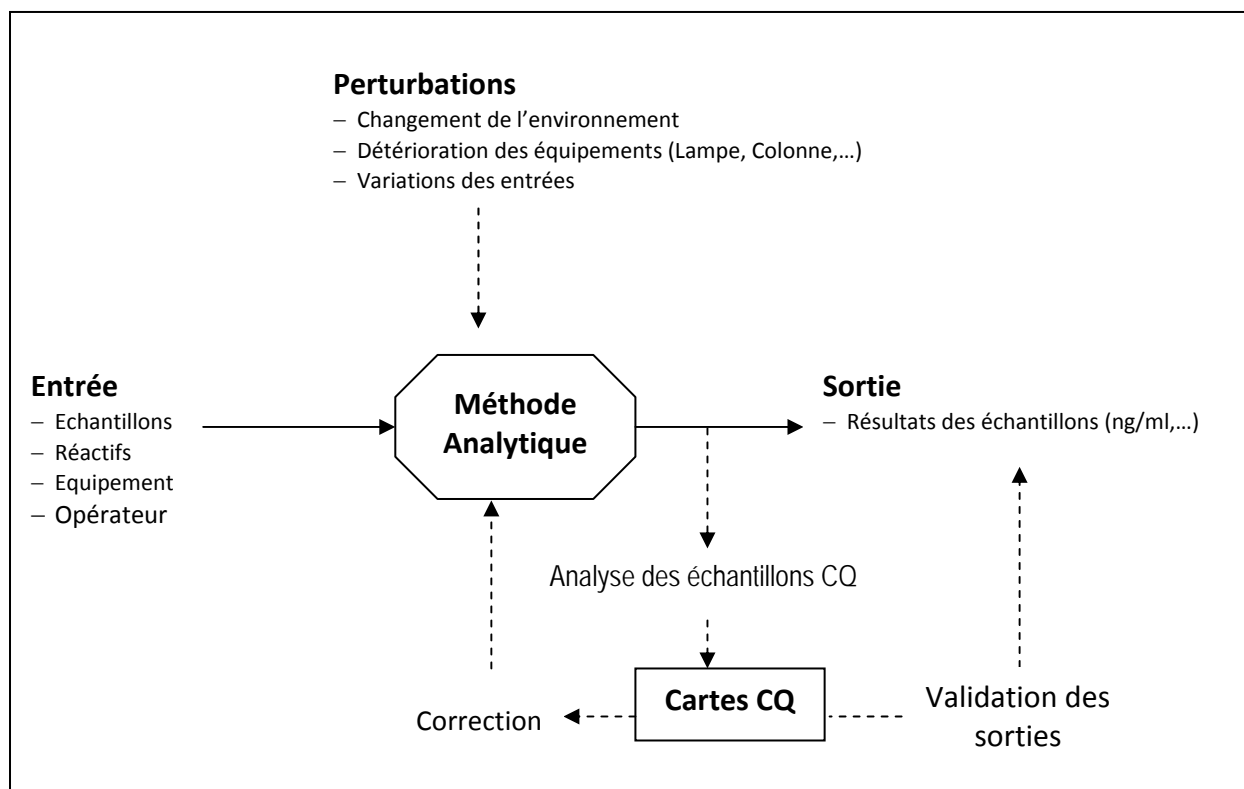 Perturbations
– Changement de l’environnement
– Détérioration des équipements (Lampe, Colonne,…)
– Variations des entrées
Entrée
– Echantillons
– Réactifs
– Equipement
– Opérateur
Méthode
Analytique
Sortie
– Résultats des échantillons (ng/ml,…)
Analyse des échantillons CQ
Correction
Cartes CQ
Validation des
sorties